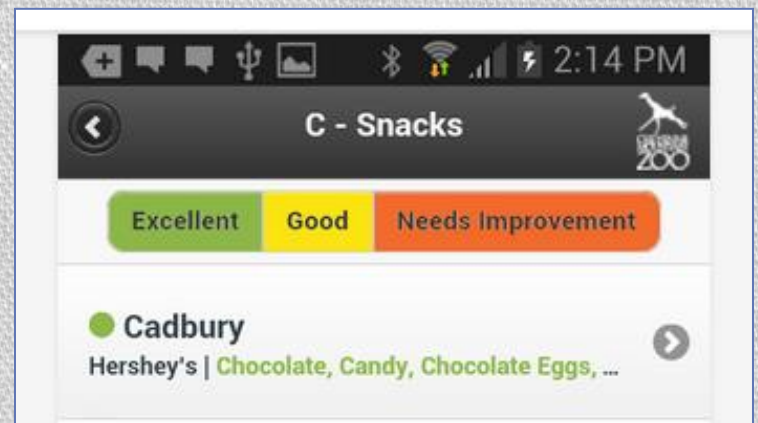 2:14 PM
C - Snacks
ZOO
Excellent Good Needs Improvement
Cadbury
Hershey's | Chocolate, Candy, Chocolate Eggs, ...